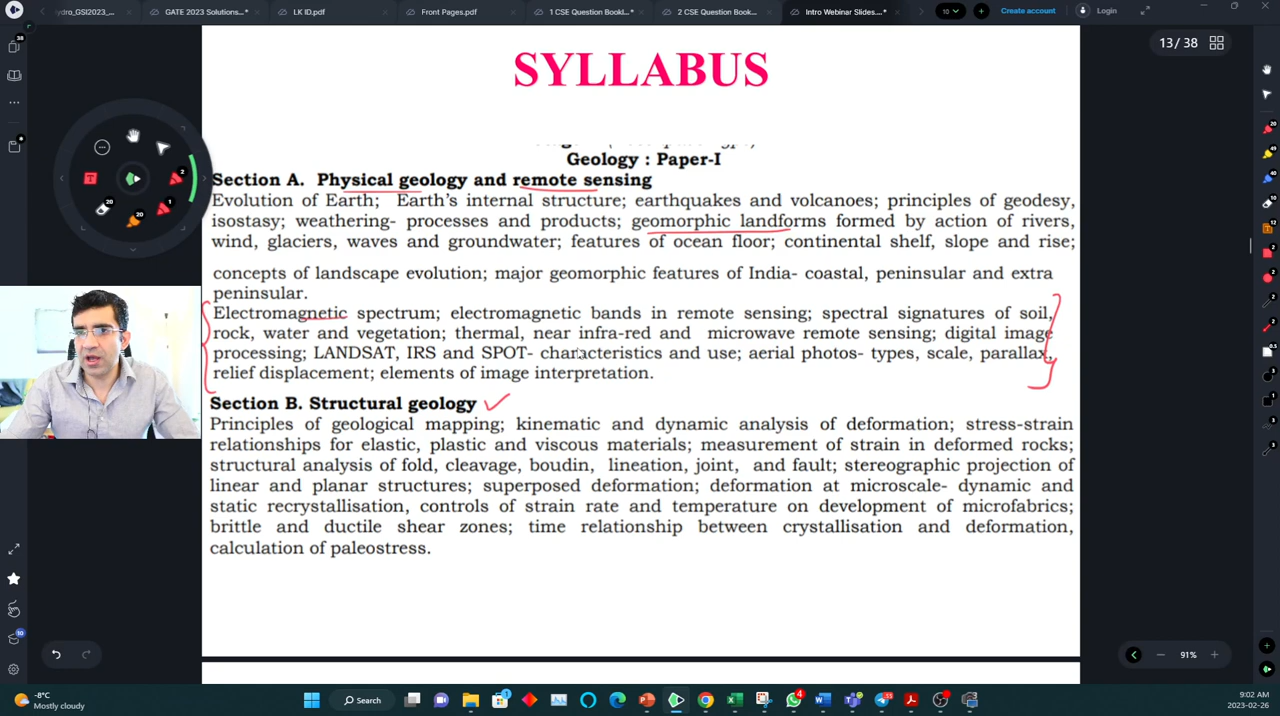 ydro_GSI2023_...
GATE 2023 Solutions...*
LK ID.pdf
Front Pages.pdf
1 CSE Question Bookl...*
2 CSE Question Book...
Intro Webinar Slides....*
10
Create account
Login
38
13 / 38
SYLLABUS
Geology : Paper-I
Section A. Physical geology and remote sensing
Evolution of Earth; Earth's internal structure; earthquakes and volcanoes; principles of geodesy,
isostasy; weathering- processes and products; geomorphic landforms formed by action of rivers,
wind, glaciers, waves and groundwater; features of ocean floor; continental shelf, slope and rise;
concepts of landscape evolution; major geomorphic features of India- coastal, peninsular and extra
peninsular.
Electromagnetic spectrum; electromagnetic bands in remote sensing; spectral signatures of soil,
rock, water and vegetation; thermal, near infra-red and microwave remote sensing; digital image
processing; LANDSAT, IRS and SPOT- characteristics and use; aerial photos- types, scale, parallax,
relief displacement; elements of image interpretation.
Section B. Structural geology
Principles of geological mapping; kinematic and dynamic analysis of deformation; stress-strain
relationships for elastic, plastic and viscous materials; measurement of strain in deformed rocks;
structural analysis of fold, cleavage, boudin, lineation, joint, and fault; stereographic projection of
linear and planar structures; superposed deformation; deformation at microscale- dynamic and
static recrystallisation, controls of strain rate and temperature on development of microfabrics;
brittle and ductile shear zones; time relationship between crystallisation and deformation,
calculation of paleostress.
91%
-8°C
Mostly cloudy
Search
9:02 AM
2023-02-26